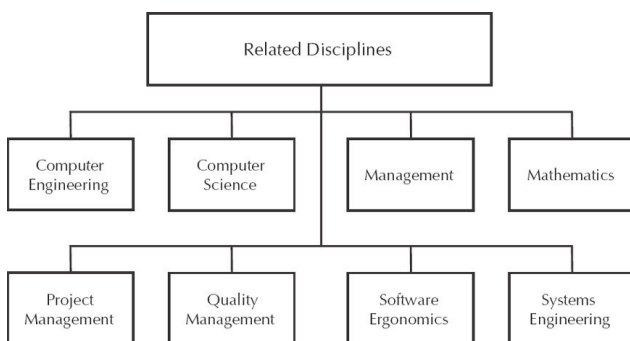 Related Disciplines
Computer
Engineering
Computer
Science
Management
Mathematics
Project
Management
Quality
Management
Software
Ergonomics
Systems
Engineering